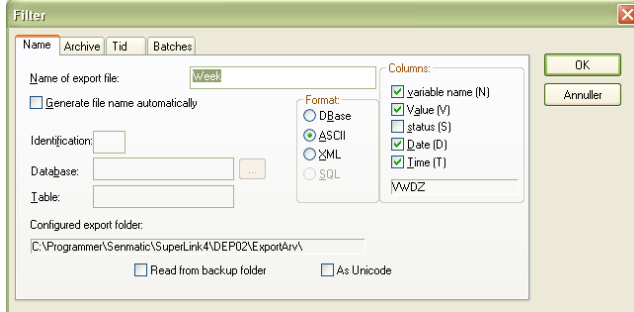 Filter
Name Archive Tid Batches
Name of export file: Week
Generate file name automatically
Identification:
Database: ...
Table:
Format:
DBase
ASCII
XML
SQL
Columns:
variable name (N)
Value (V)
status (S)
Date (D)
Time (T)
VWDZ
OK
Annuller
Configured export folder:
C:\Programmer\Senmatic\SuperLink4\DEP02\ExportArv\
Read from backup folder As Unicode